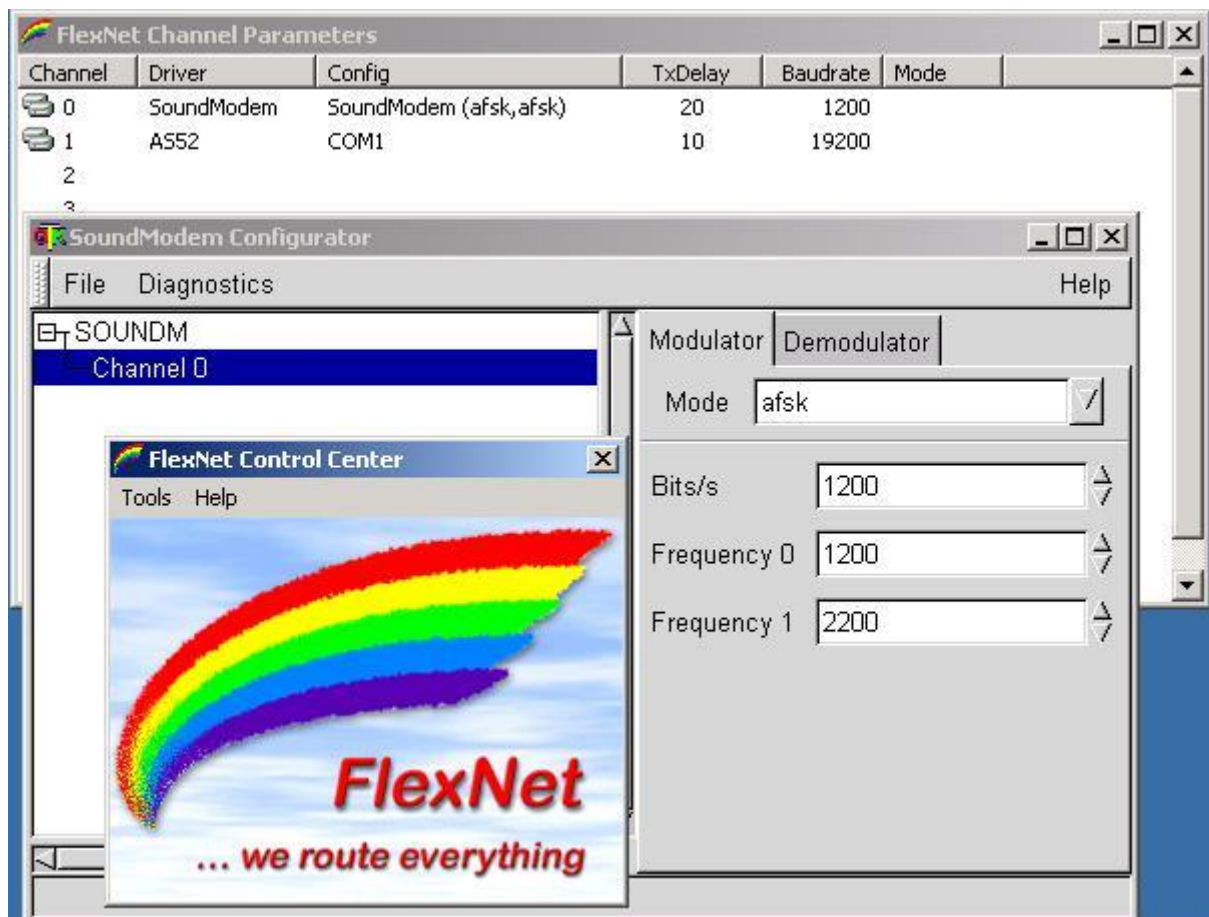 FlexNet Channel Parameters
Channel Driver Config TxDelay Baudrate Mode
0 SoundModem SoundModem (afsk,afsk) 20 1200
1 AS52 COM1 10 19200
2
3
SoundModem Configurator
File Diagnostics Help
SOUNDM
Channel 0
Modulator Demodulator
Mode afsk
Bits/s 1200
Frequency 0 1200
Frequency 1 2200
FlexNet Control Center
Tools Help
FlexNet
... we route everything